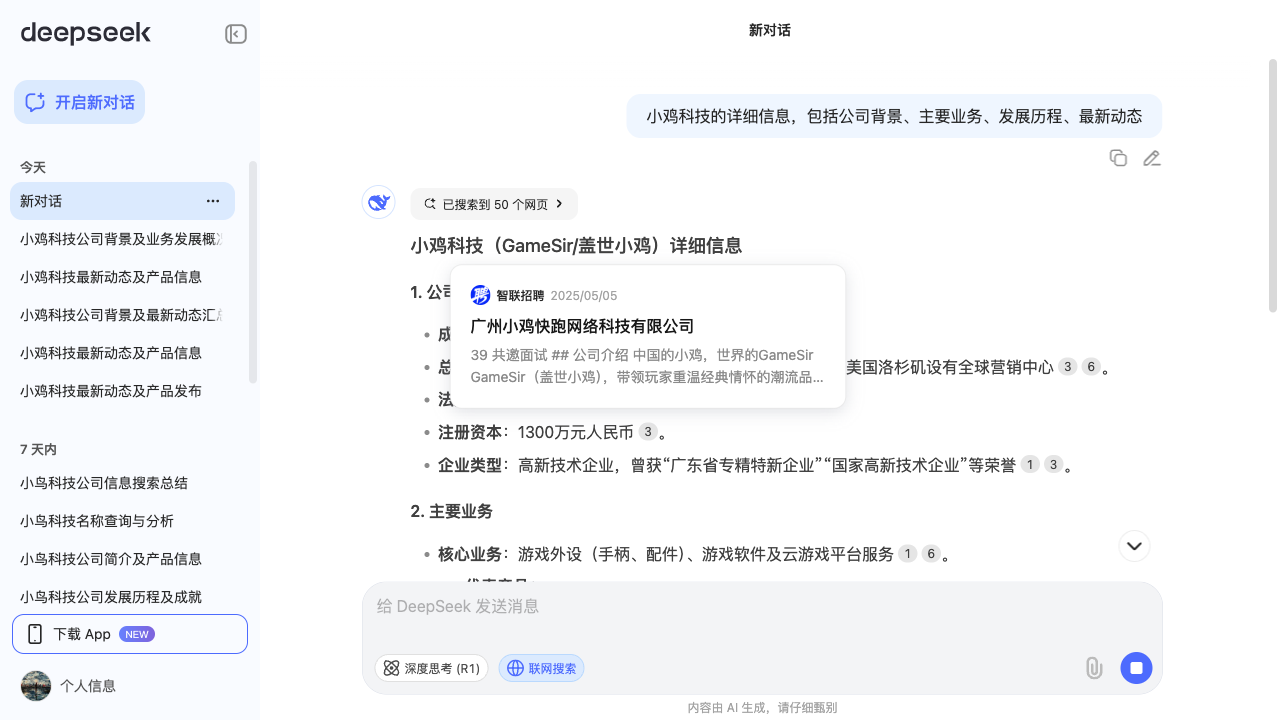 deepseek
开启新对话
今天
新对话
小鸡科技公司背景及业务发展概
小鸡科技最新动态及产品信息
小鸡科技公司背景及最新动态汇
小鸡科技最新动态及产品信息
小鸡科技最新动态及产品发布
7 天内
小鸟科技公司信息搜索总结
小鸟科技名称查询与分析
小鸟科技公司简介及产品信息
小鸟科技公司发展历程及成就
下载 App NEW
个人信息
新对话
小鸡科技的详细信息，包括公司背景、主要业务、发展历程、最新动态
已搜索到 50 个网页
小鸡科技（GameSir/盖世小鸡）详细信息
1. 公司
智联招聘 2025/05/05
广州小鸡快跑网络科技有限公司
39 共邀面试 ## 公司介绍 中国的小鸡，世界的GameSir
GameSir（盖世小鸡），带领玩家重温经典情怀的潮流品...
成
总 美国洛杉矶设有全球营销中心 3 6 。
法
注册资本：1300万元人民币 3 。
企业类型：高新技术企业，曾获“广东省专精特新企业”“国家高新技术企业”等荣誉 1 3 。
2. 主要业务
核心业务：游戏外设（手柄、配件）、游戏软件及云游戏平台服务 1 6 。
给 DeepSeek 发送消息
深度思考 (R1) 联网搜索
内容由 AI 生成，请仔细甄别